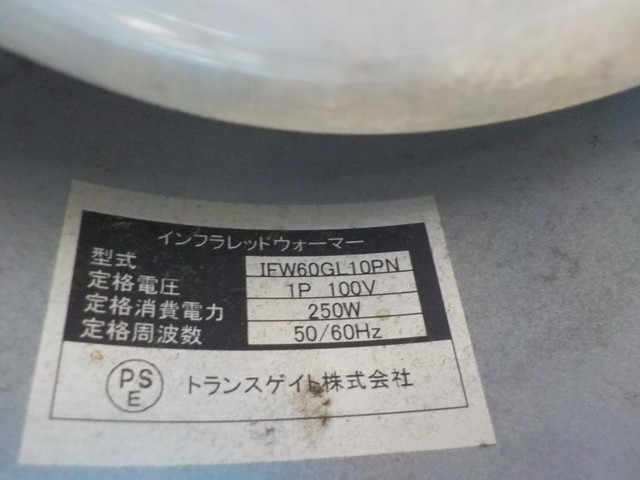 インフラレッドウォーマー
型式 IFW60GL10PN
定格電圧 1P 100V
定格消費電力 250W
定格周波数 50/60Hz
PSE トランスゲイト株式会社